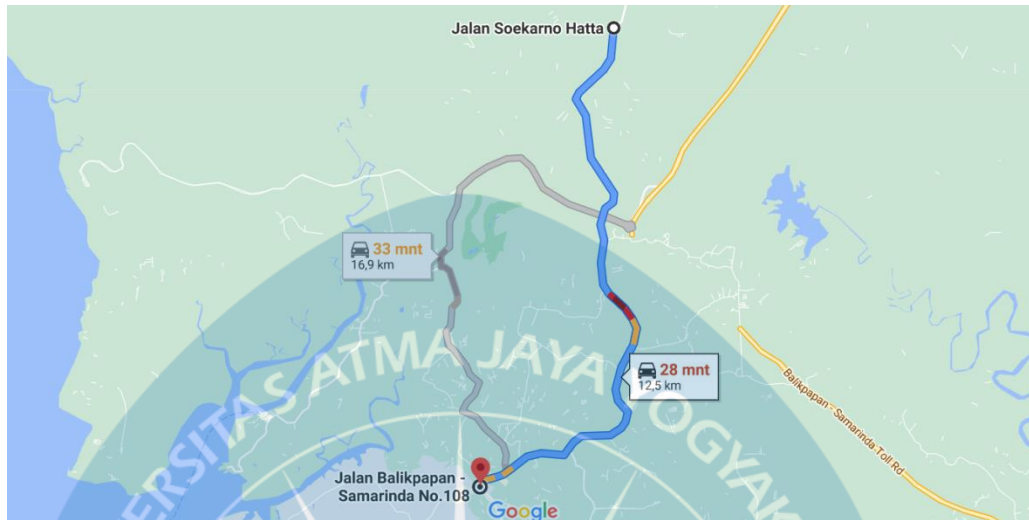 Jalan Soekarno Hatta
33 mnt
16,9 km
28 mnt
12,5 km
Balikpapan - Samarinda Toll Rd
ERSITAS ATMA JAYA YOGYAK
Jalan Balikpapan -
Samarinda No.108
Google